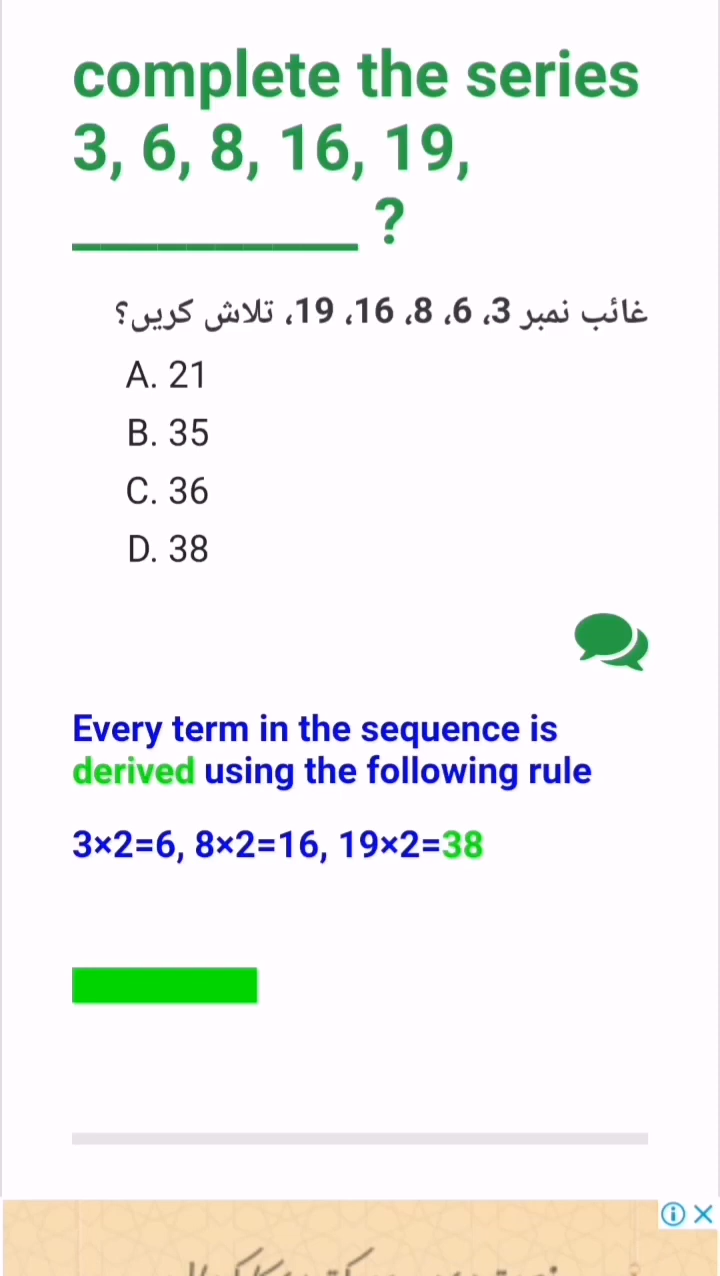 complete the series
3, 6, 8, 16, 19,
__________ ?
غائب نمبر 3، 6، 8، 16، 19، تلاش کریں؟
A. 21
B. 35
C. 36
D. 38
Every term in the sequence is
derived using the following rule
3×2=6, 8×2=16, 19×2=38